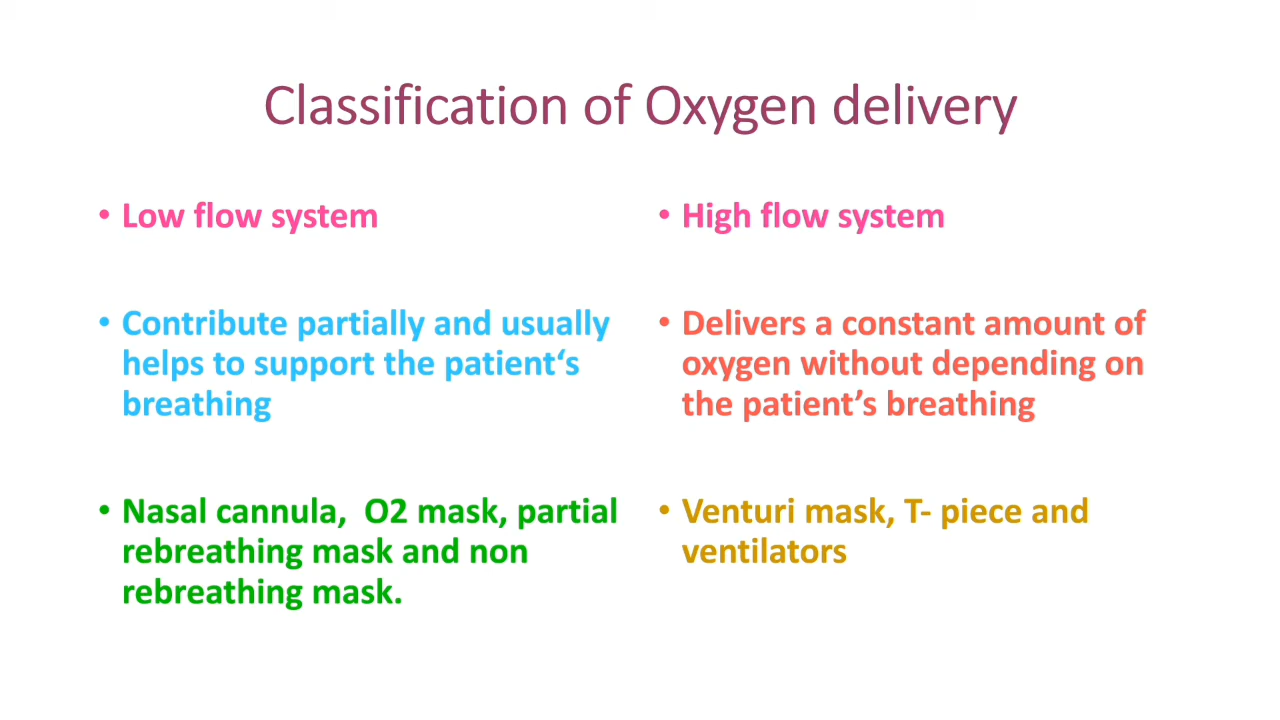 Classification of Oxygen delivery
• Low flow system
• Contribute partially and usually
helps to support the patient‘s
breathing
• Nasal cannula,  O2 mask, partial
rebreathing mask and non
rebreathing mask.
• High flow system
• Delivers a constant amount of
oxygen without depending on
the patient’s breathing
• Venturi mask, T- piece and
ventilators